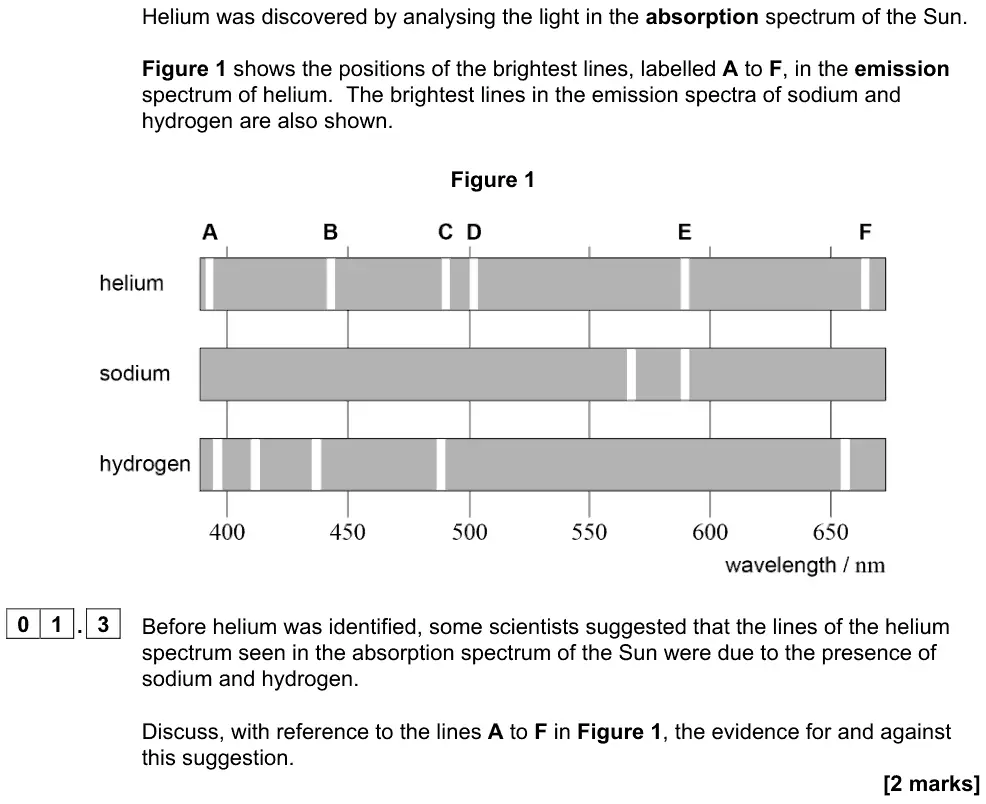 Helium was discovered by analysing the light in the absorption spectrum of the Sun.
Figure 1 shows the positions of the brightest lines, labelled A to F, in the emission
spectrum of helium. The brightest lines in the emission spectra of sodium and
hydrogen are also shown.
Figure 1
A B C D E F
helium
sodium
hydrogen
400 450 500 550 600 650
wavelength / nm
0 1 . 3 Before helium was identified, some scientists suggested that the lines of the helium
spectrum seen in the absorption spectrum of the Sun were due to the presence of
sodium and hydrogen.
Discuss, with reference to the lines A to F in Figure 1, the evidence for and against
this suggestion.
[2 marks]